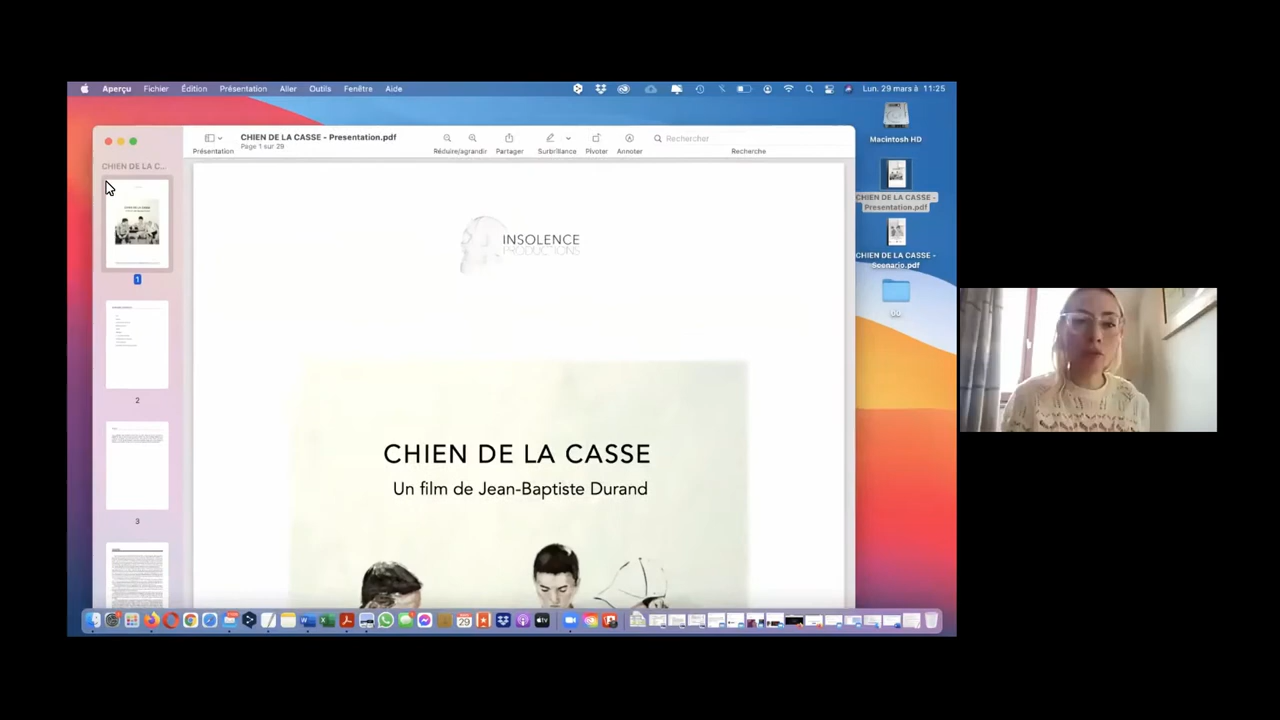 Aperçu Fichier Édition Présentation Aller Outils Fenêtre Aide Lun. 29 mars à 11:25
CHIEN DE LA CASSE - Presentation.pdf
Page 1 sur 29
Présentation Réduire/agrandir Partager Surbrillance Pivoter Annoter Rechercher
Recherche
CHIEN DE LA C...
1
2
3
INSOLENCE
PRODUCTIONS
CHIEN DE LA CASSE
Un film de Jean-Baptiste Durand
Macintosh HD
CHIEN DE LA CASSE -
Presentation.pdf
CHIEN DE LA CASSE -
Scenario.pdf